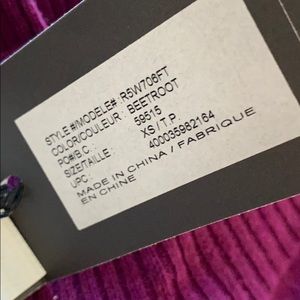 STYLE #/MODELE# : R5W706FT
COLOR/COULEUR : BEETROOT
PO#/B.C. : 59515
SIZE/TAILLE : XS | T.P.
UPC : 400035982164
MADE IN CHINA / FABRIQUE
EN CHINE